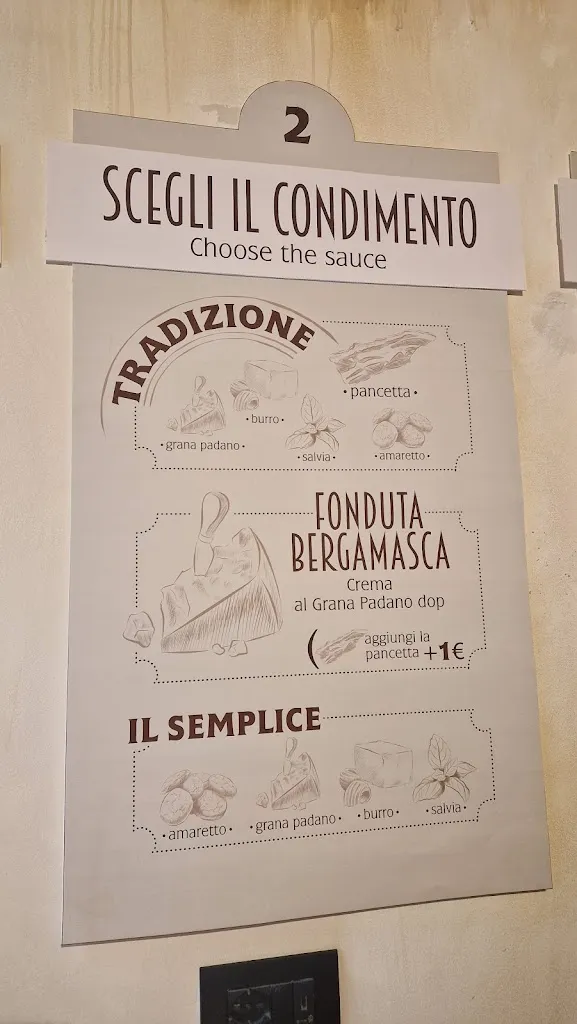 2
SCEGLI IL CONDIMENTO
Choose the sauce
TRADIZIONE
• pancetta •
• burro •
• grana padano •
• salvia •
• amaretto •
FONDUTA
BERGAMASCA
Crema
al Grana Padano dop
( aggiungi la
pancetta +1€
IL SEMPLICE
• amaretto •
• grana padano •
• burro •
• salvia •